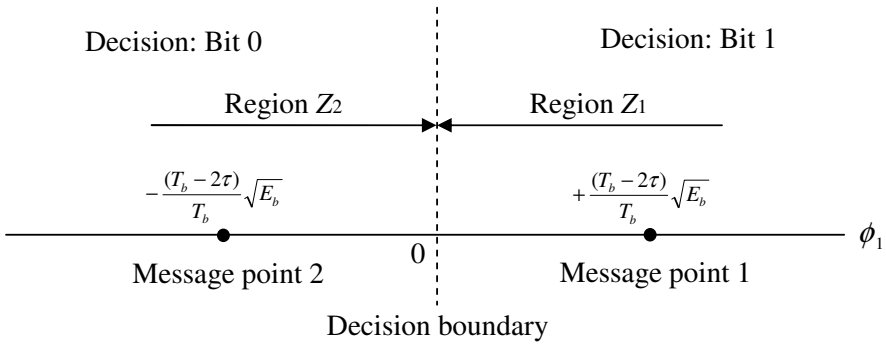 Decision: Bit 0
Decision: Bit 1
Region Z₂
Region Z₁
−(T_b − 2τ)/T_b √E_b
+(T_b − 2τ)/T_b √E_b
0
ϕ₁
Message point 2
Message point 1
Decision boundary